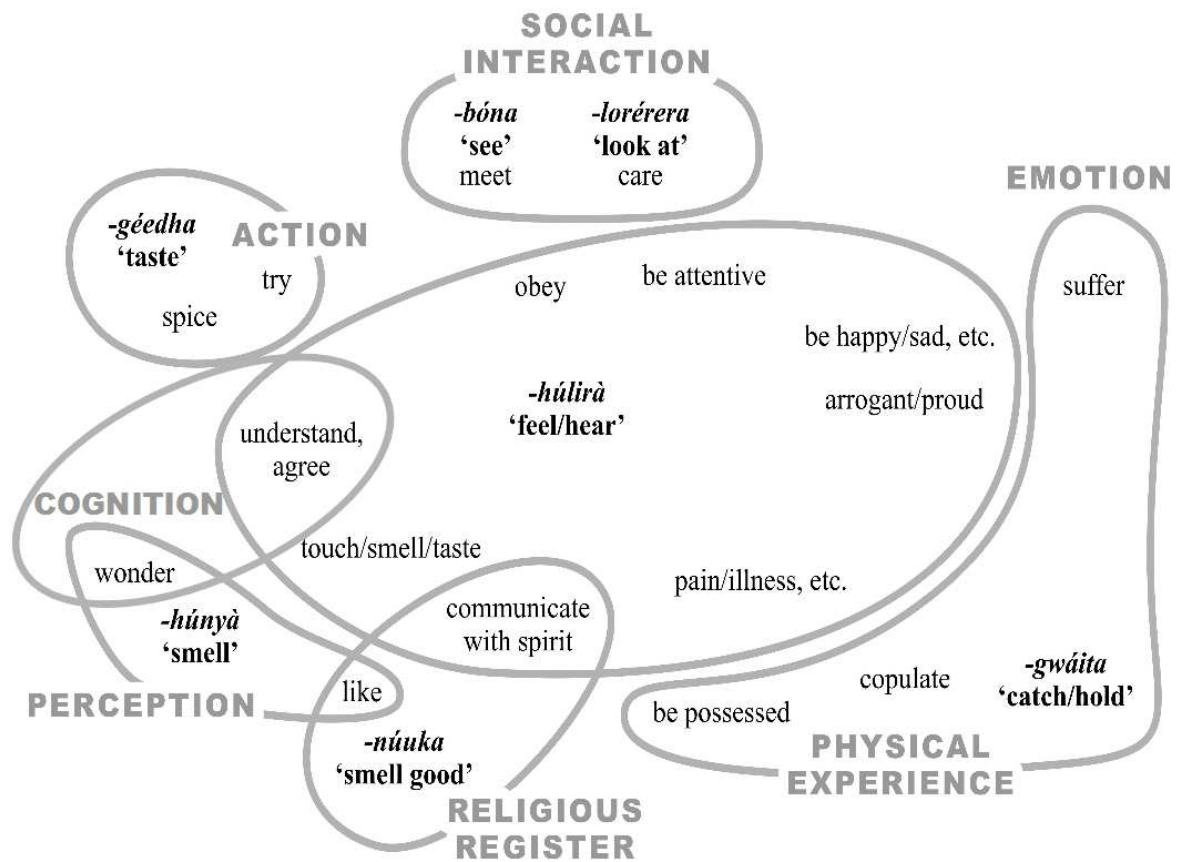 SOCIAL
INTERACTION
-bóna
‘see’
meet
-lorérera
‘look at’
care
EMOTION
-géedha
‘taste’
ACTION
try
spice
obey
be attentive
suffer
be happy/sad, etc.
-húlirà
‘feel/hear’
arrogant/proud
understand,
agree
COGNITION
touch/smell/taste
wonder
pain/illness, etc.
communicate
with spirit
-húnyà
‘smell’
PERCEPTION
like
copulate
-gwáita
‘catch/hold’
be possessed
-núuka
‘smell good’
PHYSICAL
EXPERIENCE
RELIGIOUS
REGISTER